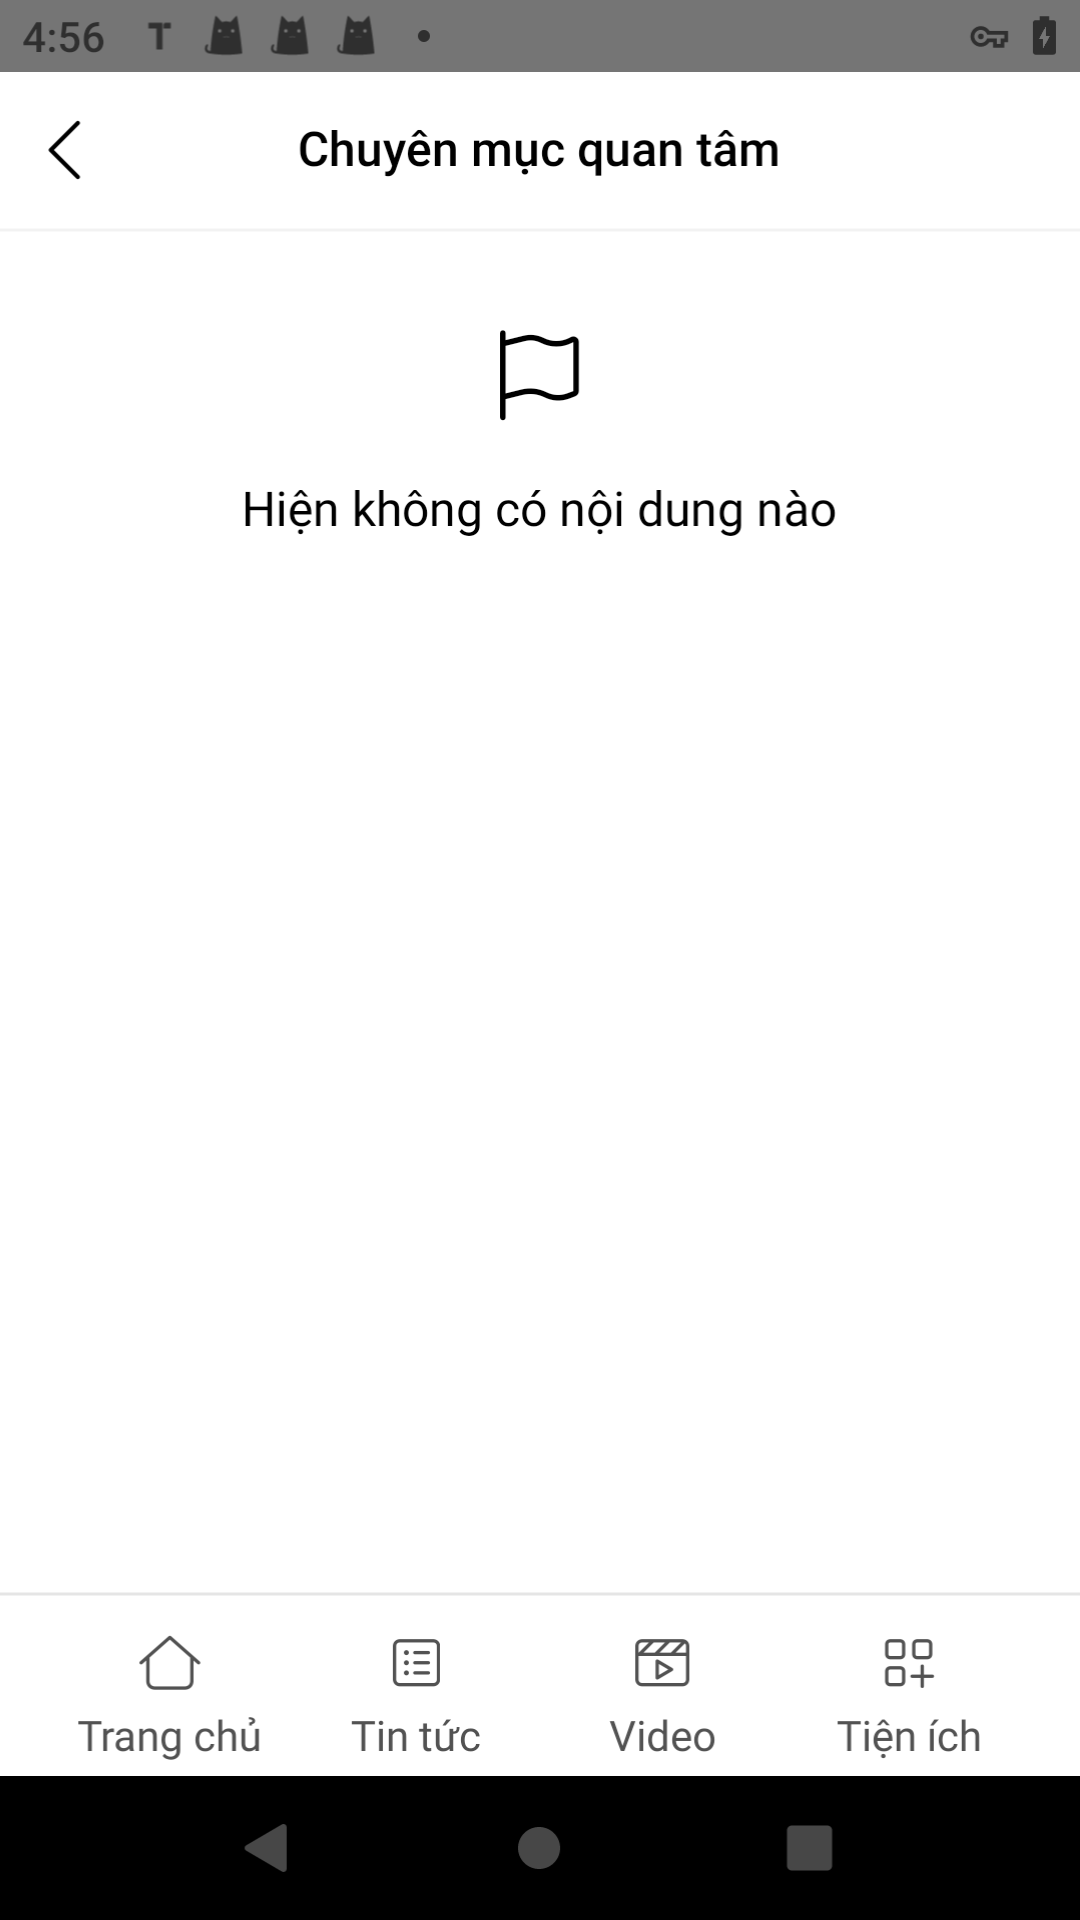 4:56
Chuyên mục quan tâm
Hiện không có nội dung nào
Trang chủ
Tin tức
Video
Tiện ích